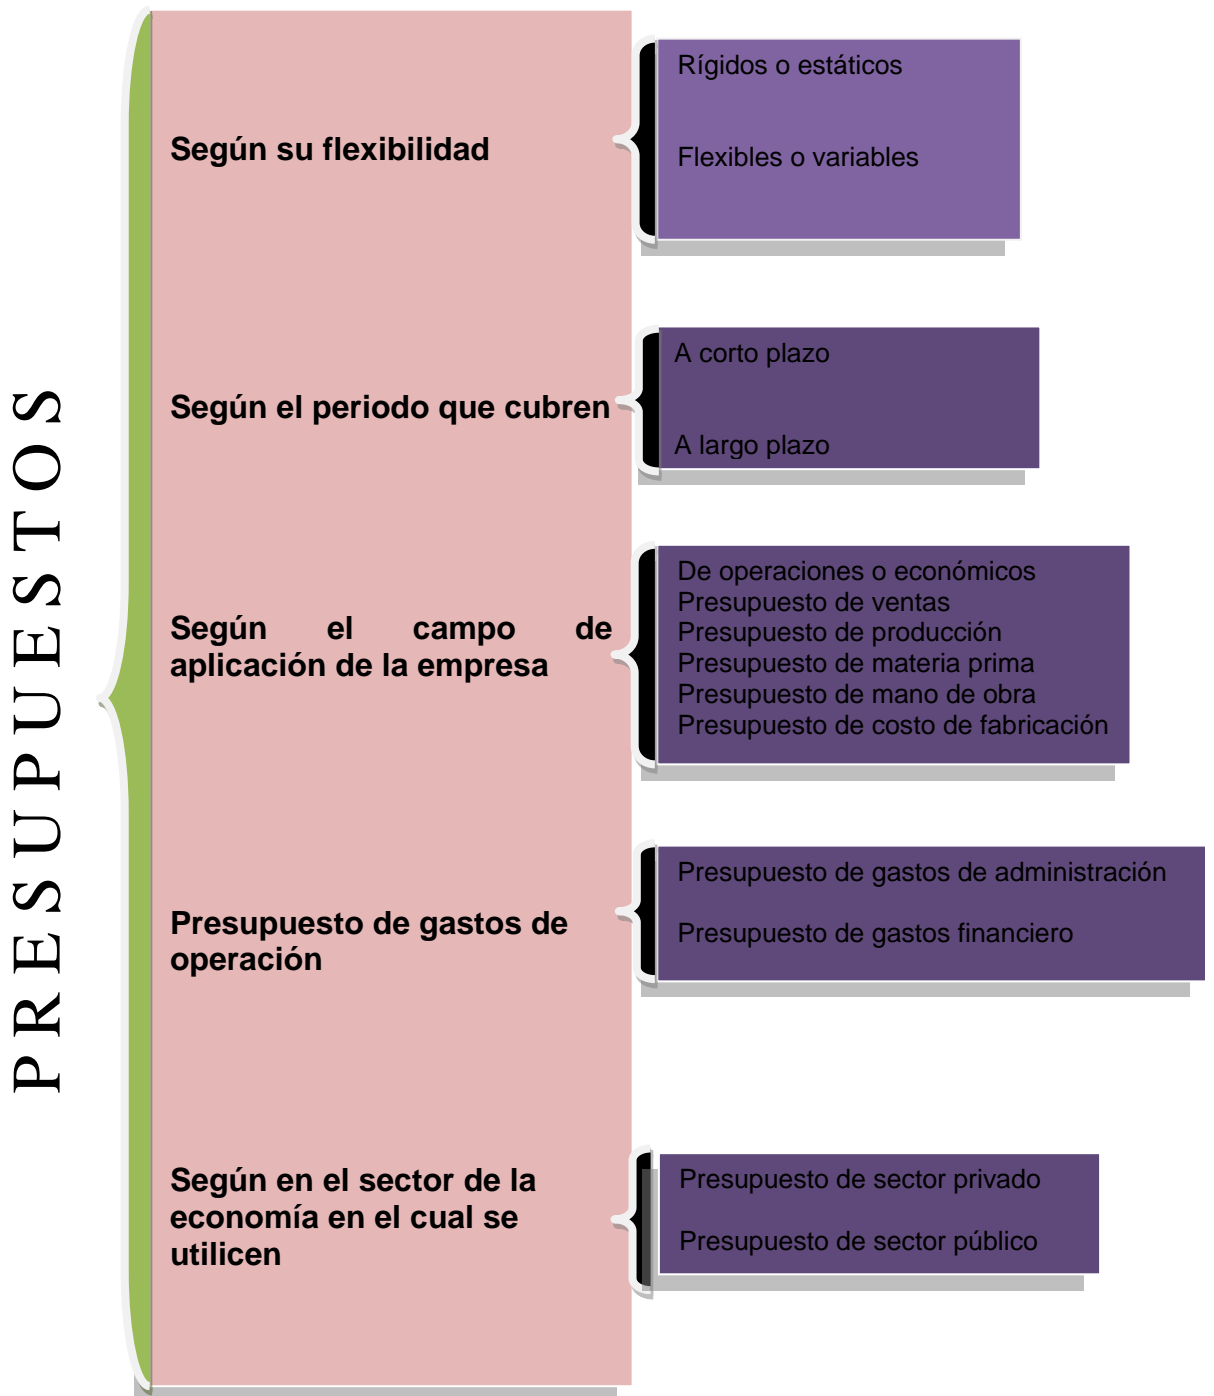 PRESUPUESTOS
Según su flexibilidad
Rígidos o estáticos
Flexibles o variables
Según el periodo que cubren
A corto plazo
A largo plazo
Según el campo de
aplicación de la empresa
De operaciones o económicos
Presupuesto de ventas
Presupuesto de producción
Presupuesto de materia prima
Presupuesto de mano de obra
Presupuesto de costo de fabricación
Presupuesto de gastos de
operación
Presupuesto de gastos de administración
Presupuesto de gastos financiero
Según en el sector de la
economía en el cual se
utilicen
Presupuesto de sector privado
Presupuesto de sector público